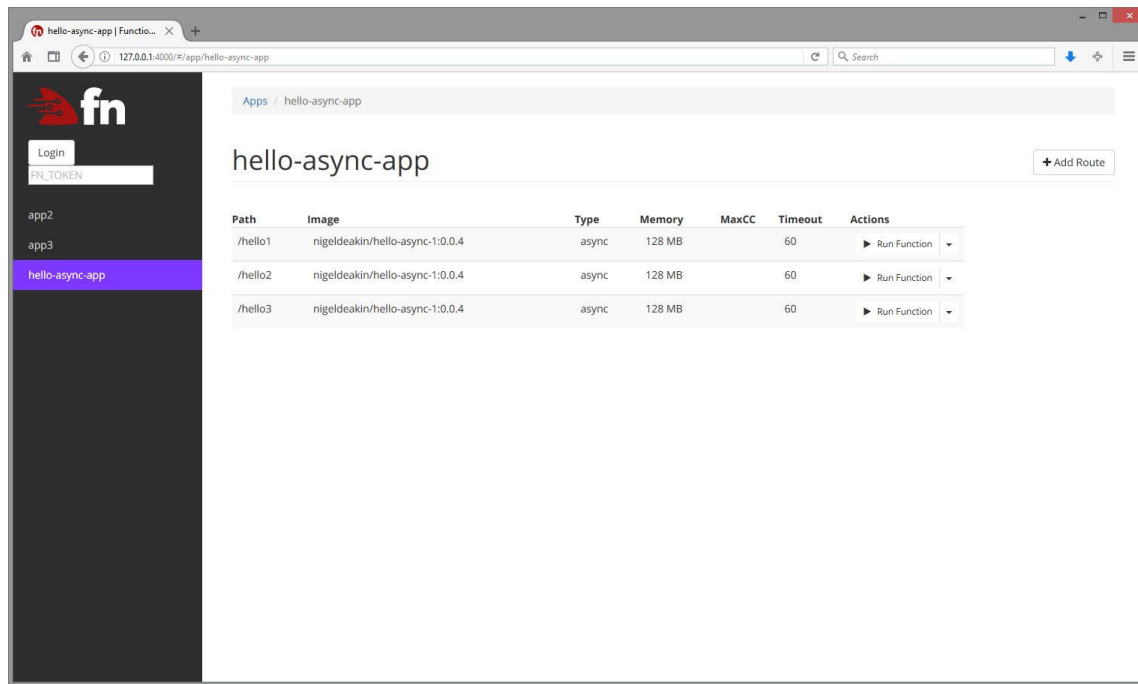 hello-async-app | Functio...
127.0.0.1:4000/#/app/hello-async-app
Search
fn
Login
FN_TOKEN
app2
app3
hello-async-app
Apps / hello-async-app
hello-async-app
Add Route
Path Image Type Memory MaxCC Timeout Actions
/hello1 nigeldeakin/hello-async-1:0.0.4 async 128 MB 60 Run Function
/hello2 nigeldeakin/hello-async-1:0.0.4 async 128 MB 60 Run Function
/hello3 nigeldeakin/hello-async-1:0.0.4 async 128 MB 60 Run Function